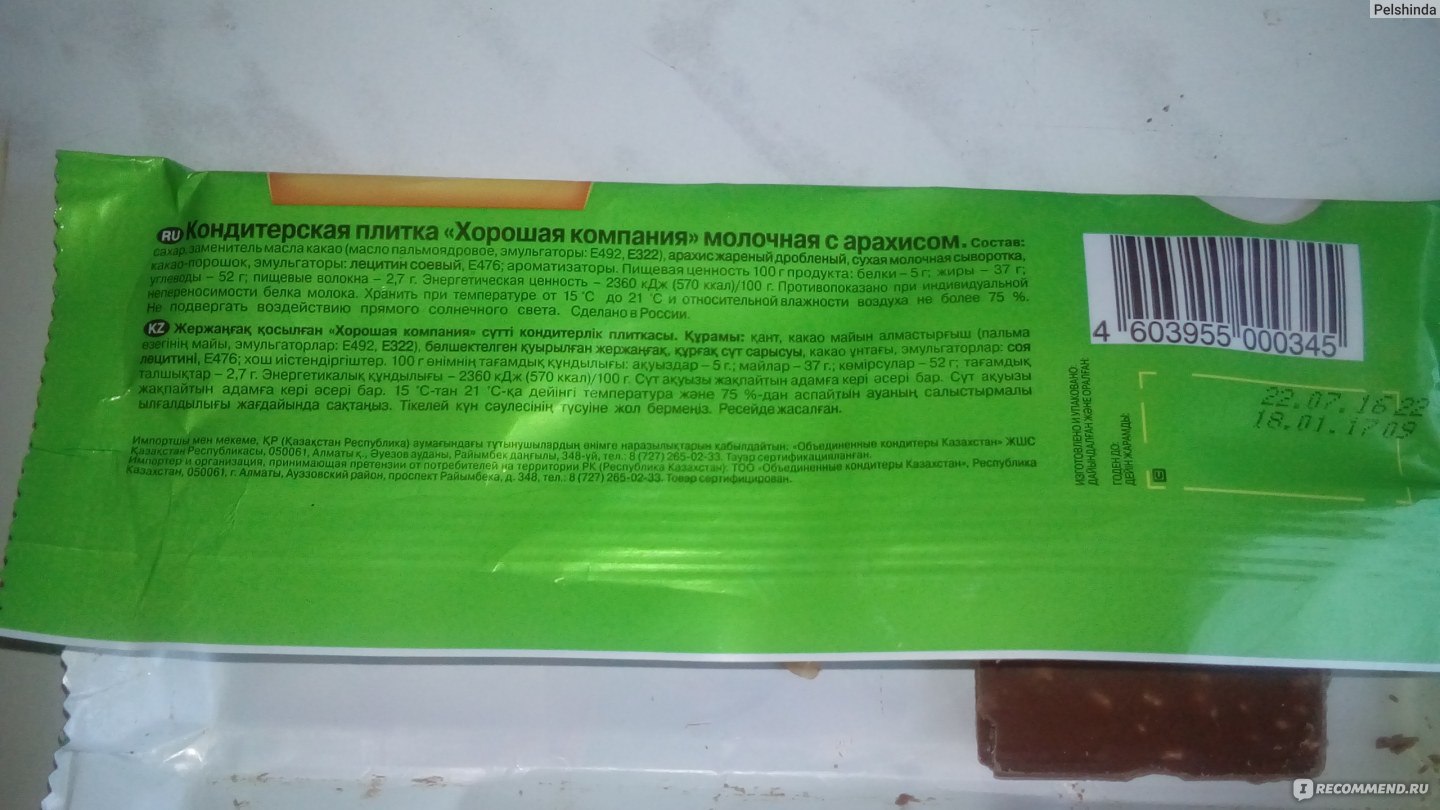 Pelshinda
RU Кондитерская плитка «Хорошая компания» молочная с арахисом. Состав:
сахар, заменитель масла какао (масло пальмоядровое, эмульгаторы: Е492, Е322), арахис жареный дробленый, сухая молочная сыворотка,
какао-порошок, эмульгаторы: лецитин соевый, Е476; ароматизаторы. Пищевая ценность 100 г продукта: белки – 5 г; жиры – 37 г;
углеводы – 52 г; пищевые волокна – 2,7 г. Энергетическая ценность – 2360 кДж (570 ккал)/100 г. Противопоказано при индивидуальной
непереносимости белка молока. Хранить при температуре от 15 °С до 21 °С и относительной влажности воздуха не более 75 %.
Не подвергать воздействию прямого солнечного света. Сделано в России.
KZ Жержаңғақ қосылған «Хорошая компания» сүтті кондитерлік плиткасы. Құрамы: қант, какао майын алмастырғыш (пальма
өзегінің майы, эмульгаторлар: Е492, Е322), бөлшектелген қуырылған жержаңғақ, құрғақ сүт сарысуы, какао ұнтағы, эмульгаторлар: соя
лецитині, Е476; хош иістендіргіштер. 100 г өнімнің тағамдық құндылығы: ақуыздар – 5 г.; майлар – 37 г.; көмірсулар – 52 г; тағамдық
талшықтар – 2,7 г. Энергетикалық құндылығы – 2360 кДж (570 ккал)/100 г. Сүт ақуызы жақпайтын адамға кері әсері бар. Сүт ақуызы
жақпайтын адамға кері әсері бар. 15 °С-тан 21 °С-қа дейінгі температура және 75 %-дан аспайтын ауаның салыстырмалы
ылғалдылығы жағдайында сақтаңыз. Тікелей күн сәулесінің түсуіне жол бермеңіз. Ресейде жасалған.
Импортшы мен мекеме, ҚР (Қазақстан Республика) аумағындағы тұтынушылардың өнімге наразылықтарын қабылдайтын: «Объединенные кондитеры Казахстан» ЖШС
Қазақстан Республикасы, 050061, Алматы қ., Әуезов ауданы, Райымбек даңғылы, 348-үй, тел.: 8 (727) 265-02-33. Тауар сертификацияланған.
Импортер и организация, принимающая претензии от потребителей на территории РК (Республика Казахстан): ТОО «Объединенные кондитеры Казахстан», Республика
Казахстан, 050061, г. Алматы, Ауэзовский район, проспект Райымбека, д. 348, тел.: 8 (727) 265-02-33. Товар сертифицирован.
4 603955 000345
ИЗГОТОВЛЕНО И УПАКОВАНО:
ДАЙЫНДАЛҒАН ЖӘНЕ ОРАЛҒАН:
ГОДЕН ДО:
ДЕЙІН ЖАРАМДЫ:
22.07.16 22
18.01.17 09
IRECOMMEND.RU